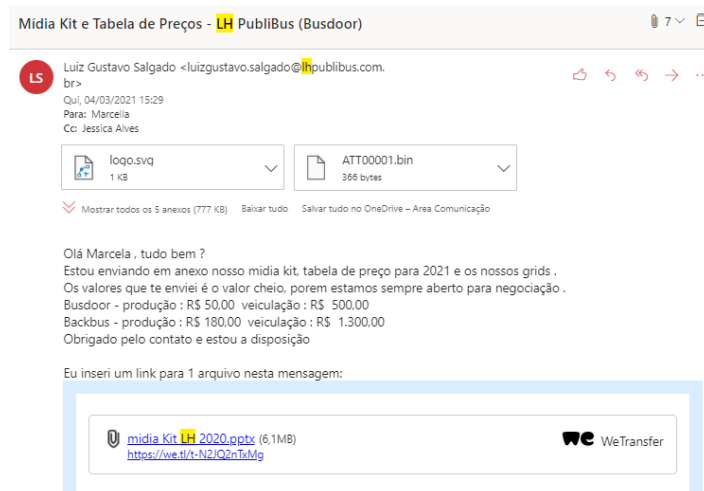 Mídia Kit e Tabela de Preços - LH PubliBus (Busdoor)
7
LS
Luiz Gustavo Salgado <luizgustavo.salgado@lhpublibus.com.
br>
Qui, 04/03/2021 15:29
Para: Marcella
Cc: Jessica Alves
logo.svg
1 KB
ATT00001.bin
366 bytes
Mostrar todos os 5 anexos (777 KB) Baixar tudo Salvar tudo no OneDrive – Area Comunicação
Olá Marcela , tudo bem ?
Estou enviando em anexo nosso midia kit, tabela de preço para 2021 e os nossos grids .
Os valores que te enviei é o valor cheio, porem estamos sempre aberto para negociação .
Busdoor - produção : R$ 50,00 veiculação : R$ 500,00
Backbus - produção : R$ 180,00 veiculação : R$ 1.300,00
Obrigado pelo contato e estou a disposição
Eu inseri um link para 1 arquivo nesta mensagem:
midia Kit LH 2020.pptx (6,1MB)
https://we.tl/t-N2JQ2nTxMg
we WeTransfer